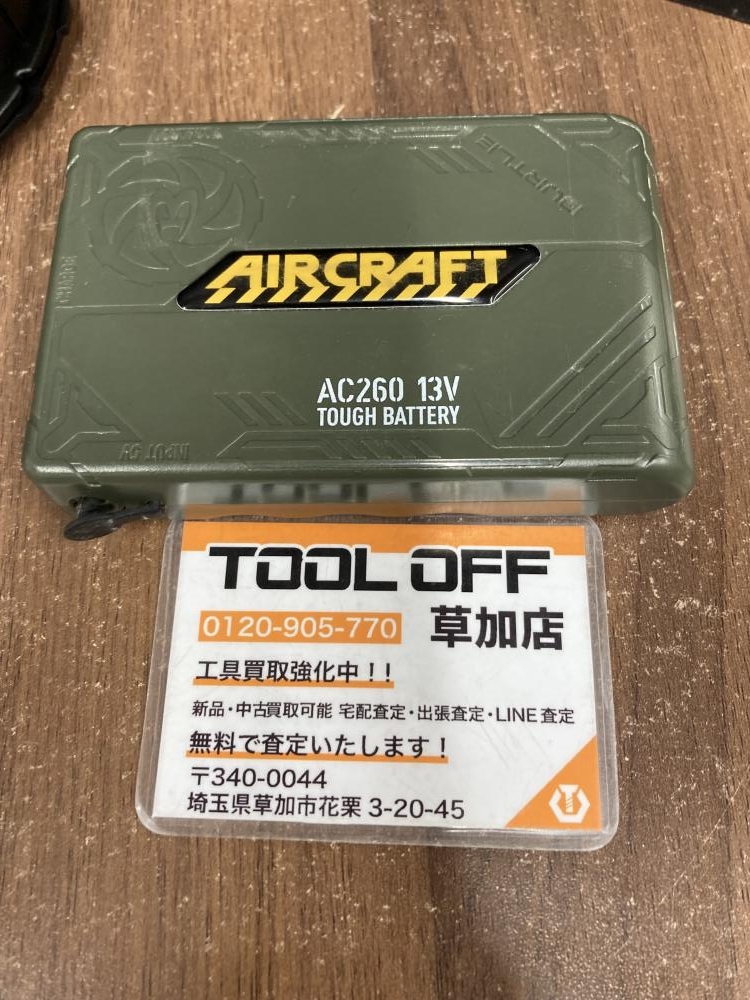 BURTLE
AIRCRAFT
CHARGE
AC260 13V
TOUGH BATTERY
INPUT 5V
TOOL OFF
0120-905-770 草加店
工具買取強化中！！
新品・中古買取可能 宅配査定・出張査定・LINE査定
無料で査定いたします！
〒340-0044
埼玉県草加市花栗 3-20-45